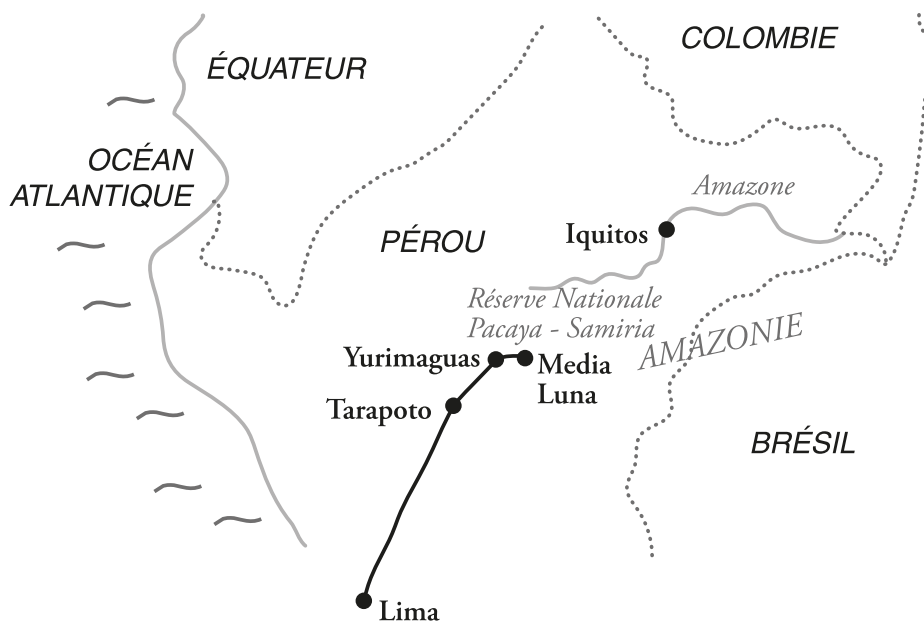 COLOMBIE
ÉQUATEUR
OCÉAN
ATLANTIQUE
Amazone
Iquitos
PÉROU
Réserve Nationale
Pacaya - Samiria
AMAZONIE
Yurimaguas
Media
Luna
Tarapoto
BRÉSIL
Lima